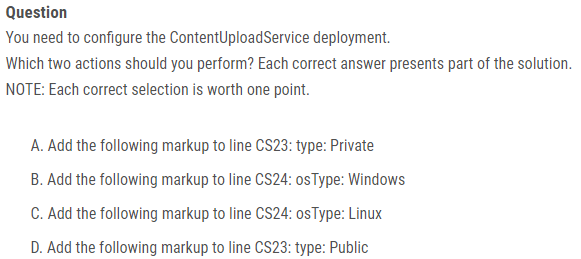 Question
You need to configure the ContentUploadService deployment.
Which two actions should you perform? Each correct answer presents part of the solution.
NOTE: Each correct selection is worth one point.
A. Add the following markup to line CS23: type: Private
B. Add the following markup to line CS24: osType: Windows
C. Add the following markup to line CS24: osType: Linux
D. Add the following markup to line CS23: type: Public